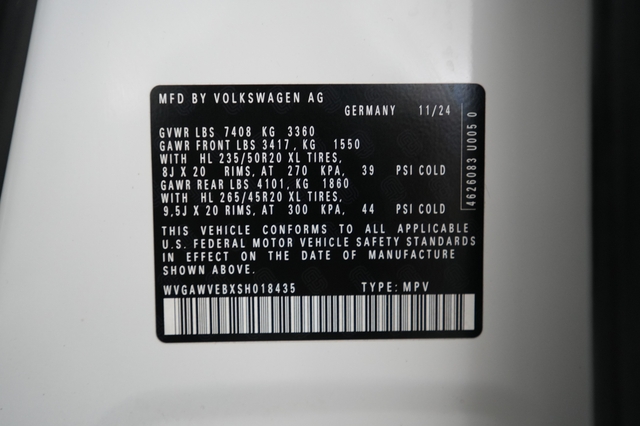 MFD BY VOLKSWAGEN AG
GERMANY 11/24
GVWR LBS 7408 KG 3360
GAWR FRONT LBS 3417, KG 1550
WITH HL 235/50R20 XL TIRES,
8J X 20 RIMS, AT 270 KPA, 39 PSI COLD
GAWR REAR LBS 4101, KG 1860
WITH HL 265/45R20 XL TIRES,
9,5J X 20 RIMS, AT 300 KPA, 44 PSI COLD
THIS VEHICLE CONFORMS TO ALL APPLICABLE
U.S. FEDERAL MOTOR VEHICLE SAFETY STANDARDS
IN EFFECT ON THE DATE OF MANUFACTURE
SHOWN ABOVE.
WVGAWVEBXSH018435 TYPE: MPV
4626083 U005 0